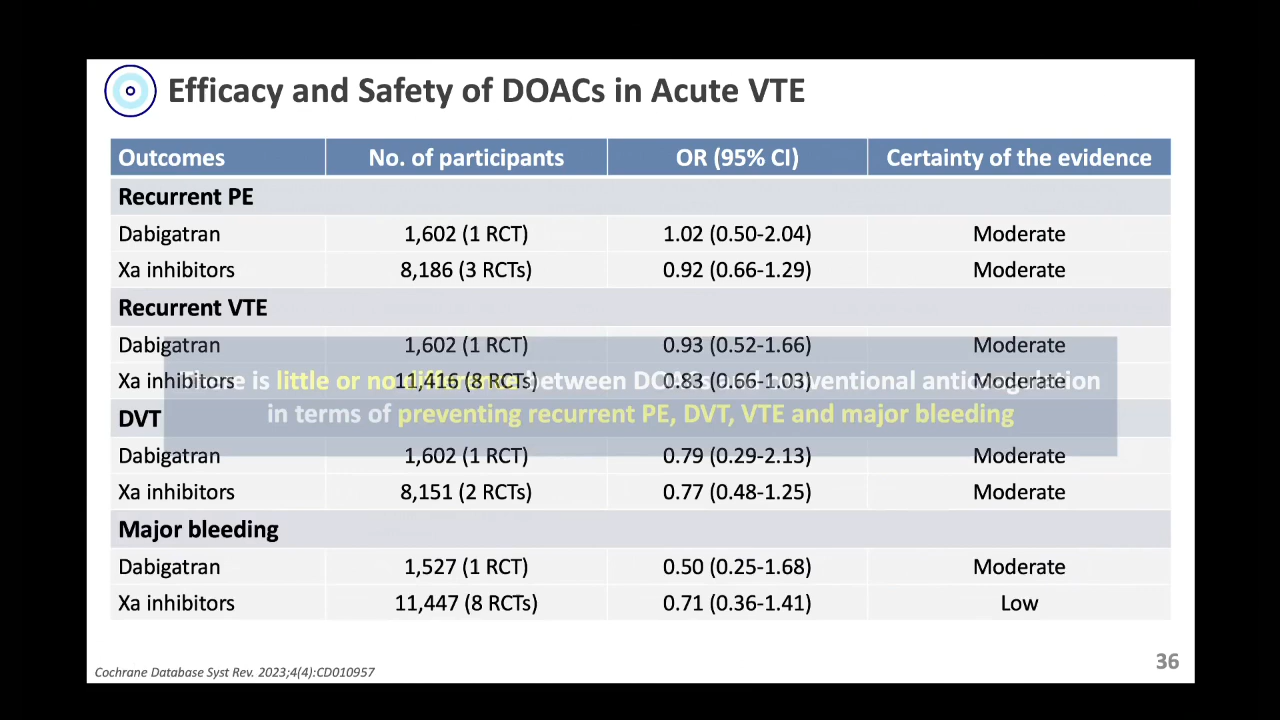 Efficacy and Safety of DOACs in Acute VTE
Outcomes No. of participants OR (95% CI) Certainty of the evidence
Recurrent PE
Dabigatran 1,602 (1 RCT) 1.02 (0.50-2.04) Moderate
Xa inhibitors 8,186 (3 RCTs) 0.92 (0.66-1.29) Moderate
Recurrent VTE
Dabigatran 1,602 (1 RCT) 0.93 (0.52-1.66) Moderate
Xa inhibitors 11,416 (8 RCTs) 0.83 (0.66-1.03) Moderate
There is little or no difference between DOACs and conventional anticoagulation
in terms of preventing recurrent PE, DVT, VTE and major bleeding
DVT
Dabigatran 1,602 (1 RCT) 0.79 (0.29-2.13) Moderate
Xa inhibitors 8,151 (2 RCTs) 0.77 (0.48-1.25) Moderate
Major bleeding
Dabigatran 1,527 (1 RCT) 0.50 (0.25-1.68) Moderate
Xa inhibitors 11,447 (8 RCTs) 0.71 (0.36-1.41) Low
Cochrane Database Syst Rev. 2023;4(4):CD010957
36